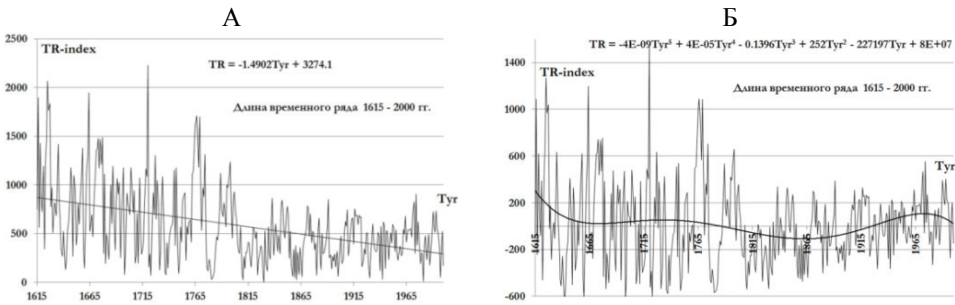 А
2500
TR-index
TR = -1.4902Tyr + 3274.1
2000
Длина временного ряда 1615 - 2000 гг.
1500
1000
Tyr
500
0
1615 1665 1715 1765 1815 1865 1915 1965
Б
TR = -4E-09Tyr⁵ + 4E-05Tyr⁴ - 0.1396Tyr³ + 252Tyr² - 227197Tyr + 8E+07
1400
TR-index
Длина временного ряда 1615 - 2000 гг.
1000
600
Tyr
200
1615 1665 1715 1765 1815 1865 1915 1965
-200
-600